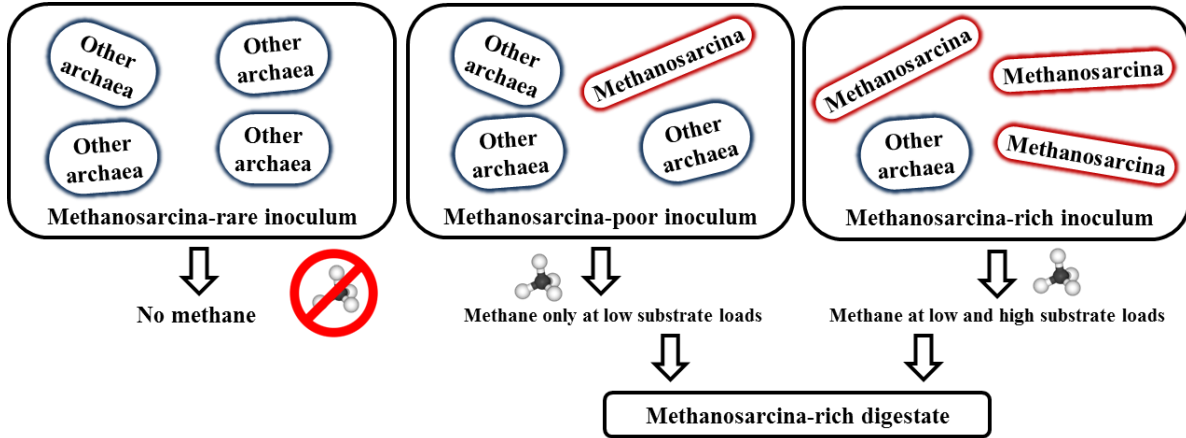 Other
archaea
Other
archaea
Other
archaea
Other
archaea
Methanosarcina-rare inoculum
No methane
Other
archaea
Methanosarcina
Other
archaea
Other
archaea
Methanosarcina-poor inoculum
Methane only at low substrate loads
Methanosarcina
Methanosarcina
Other
archaea
Methanosarcina
Methanosarcina-rich inoculum
Methane at low and high substrate loads
Methanosarcina-rich digestate